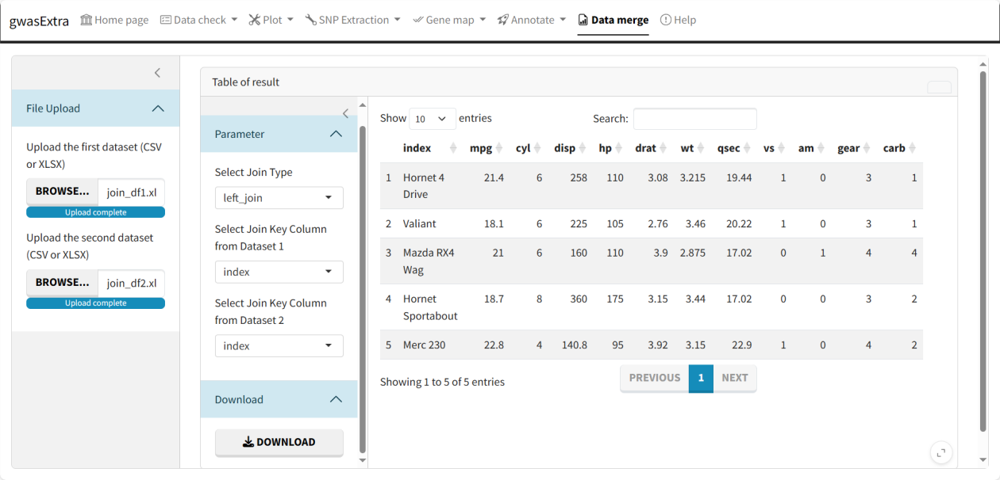 gwasExtra Home page Data check Plot SNP Extraction Gene map Annotate Data merge Help
File Upload
Upload the first dataset (CSV
or XLSX)
BROWSE... join_df1.xl
Upload complete
Upload the second dataset
(CSV or XLSX)
BROWSE... join_df2.xl
Upload complete
Table of result
Parameter
Select Join Type
left_join
Select Join Key Column
from Dataset 1
index
Select Join Key Column
from Dataset 2
index
Download
DOWNLOAD
Show 10 entries Search:
index mpg cyl disp hp drat wt qsec vs am gear carb
1 Hornet 4 21.4 6 258 110 3.08 3.215 19.44 1 0 3 1
Drive
2 Valiant 18.1 6 225 105 2.76 3.46 20.22 1 0 3 1
3 Mazda RX4 21 6 160 110 3.9 2.875 17.02 0 1 4 4
Wag
4 Hornet 18.7 8 360 175 3.15 3.44 17.02 0 0 3 2
Sportabout
5 Merc 230 22.8 4 140.8 95 3.92 3.15 22.9 1 0 4 2
Showing 1 to 5 of 5 entries PREVIOUS 1 NEXT